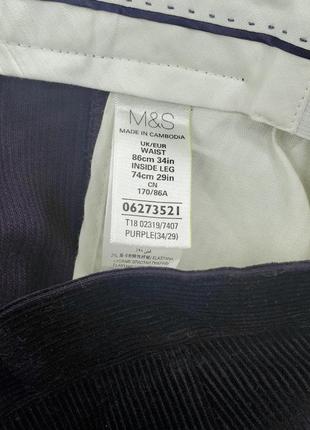 M&S
MADE IN CAMBODIA
UK/EUR
WAIST
86cm 34in
INSIDE LEG
74cm 29in
CN
170/86A
06273521
T18 02319/7407
PURPLE(34/29)